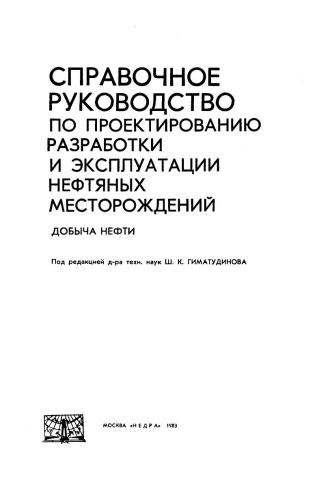 СПРАВОЧНОЕ
РУКОВОДСТВО
ПО ПРОЕКТИРОВАНИЮ
РАЗРАБОТКИ
И ЭКСПЛУАТАЦИИ
НЕФТЯНЫХ
МЕСТОРОЖДЕНИЙ
ДОБЫЧА НЕФТИ
Под редакцией д-ра техн. наук Ш. К. ГИМАТУДИНОВА
МОСКВА «НЕДРА» 1983